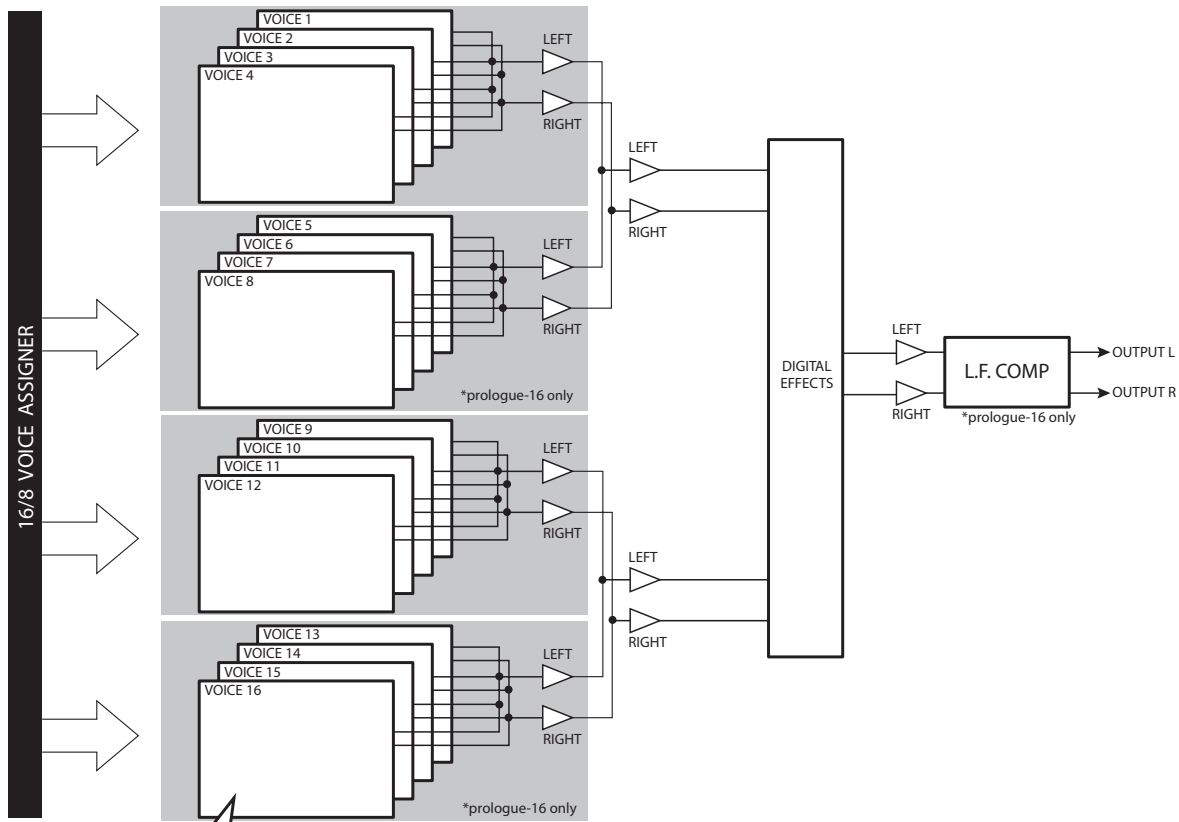 16/8 VOICE ASSIGNER
VOICE 1
VOICE 2
VOICE 3
VOICE 4
LEFT
RIGHT
VOICE 5
VOICE 6
VOICE 7
VOICE 8
LEFT
RIGHT
*prologue-16 only
LEFT
RIGHT
VOICE 9
VOICE 10
VOICE 11
VOICE 12
LEFT
RIGHT
VOICE 13
VOICE 14
VOICE 15
VOICE 16
LEFT
RIGHT
*prologue-16 only
LEFT
RIGHT
DIGITAL
EFFECTS
LEFT
RIGHT
L.F. COMP
*prologue-16 only
OUTPUT L
OUTPUT R